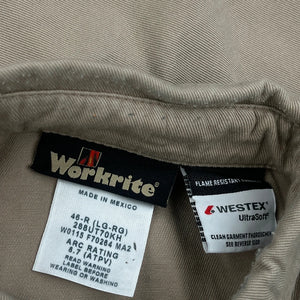 Workrite
MADE IN MEXICO
46-R (LG-RG)
288UT70KH
W0115 F70264 MA2
ARC RATING
8.7 (ATPV)
READ WARNING
LABEL BEFORE
WEARING OR WASHING
FLAME RESISTANT
WESTEX
UltraSoft
CLEAN GARMENT THOROUGHLY
SEE REVERSE SIDE